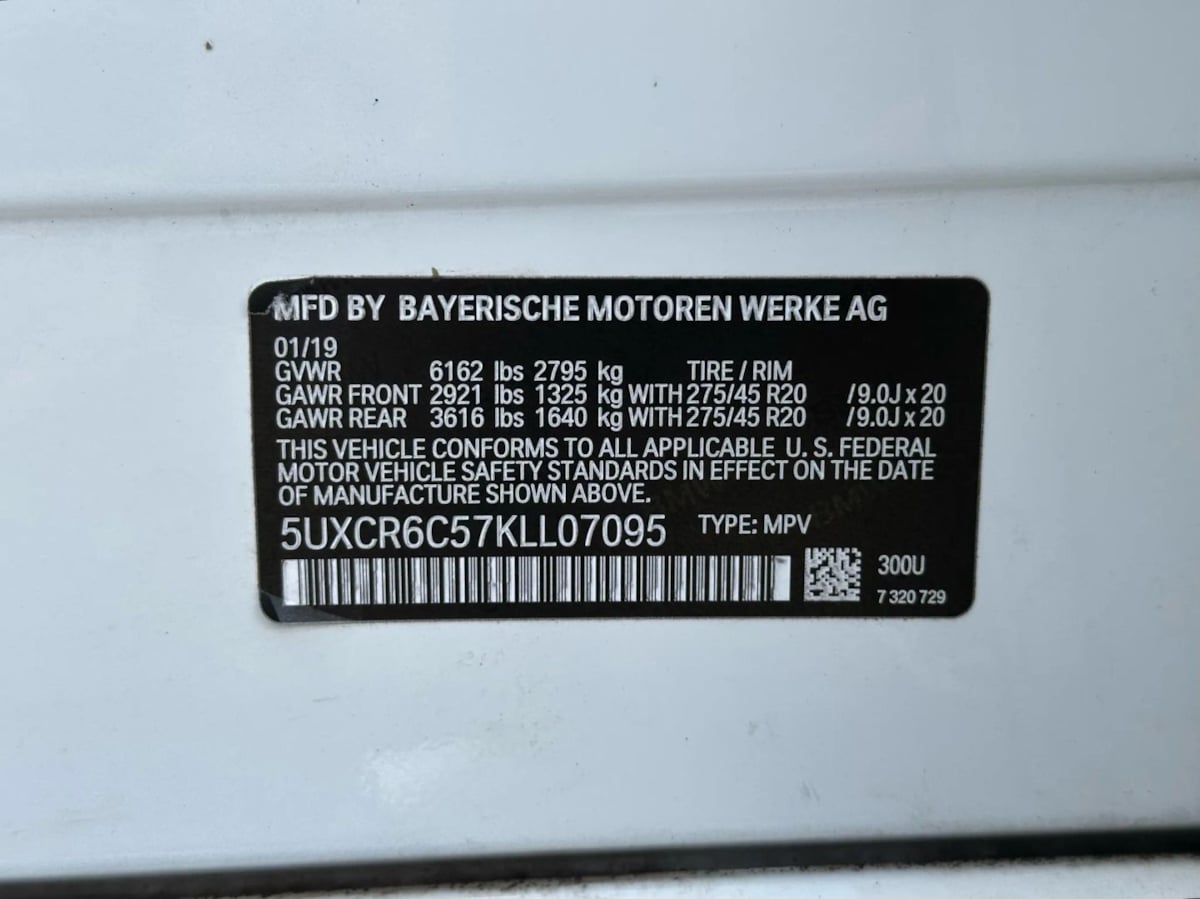 MFD BY BAYERISCHE MOTOREN WERKE AG
01/19
GVWR 6162 lbs 2795 kg TIRE / RIM
GAWR FRONT 2921 lbs 1325 kg WITH 275/45 R20 /9.0J x 20
GAWR REAR 3616 lbs 1640 kg WITH 275/45 R20 /9.0J x 20
THIS VEHICLE CONFORMS TO ALL APPLICABLE U. S. FEDERAL
MOTOR VEHICLE SAFETY STANDARDS IN EFFECT ON THE DATE
OF MANUFACTURE SHOWN ABOVE.
5UXCR6C57KLL07095 TYPE: MPV
300U
7 320 729